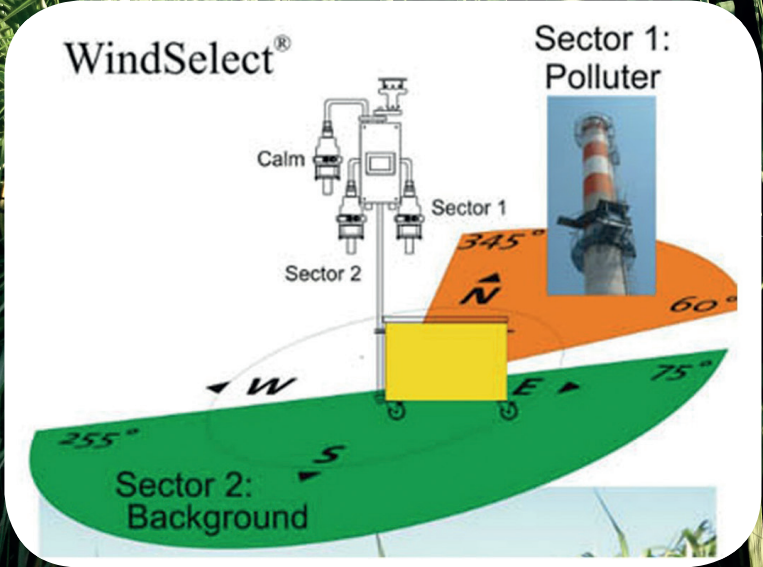 WindSelect®
Sector 1:
Polluter
Calm
Sector 1
Sector 2
345°
N
60°
W
E
75°
255°
S
Sector 2:
Background